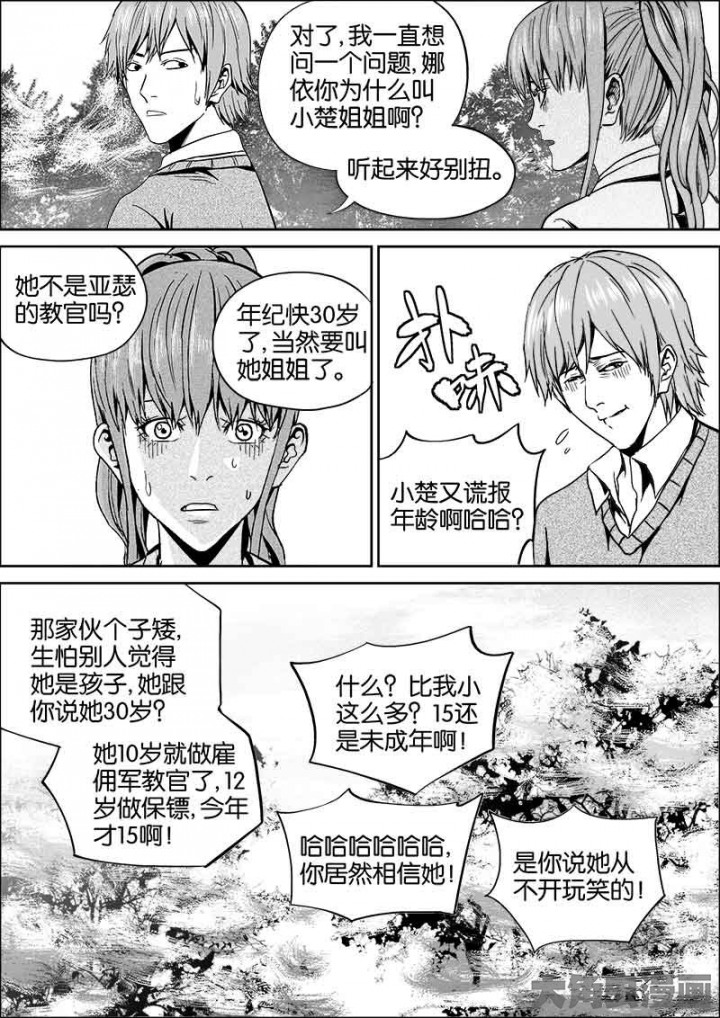 对了，我一直想
问一个问题，娜
依你为什么叫
小楚姐姐啊？
听起来好别扭。
她不是亚瑟
的教官吗？
年纪快30岁
了，当然要叫
她姐姐了。
扑哧
小楚又谎报
年龄啊哈哈？
那家伙个子矮，
生怕别人觉得
她是孩子，她跟
你说她30岁？
她10岁就做雇
佣军教官了，12
岁做保镖，今年
才15啊！
什么？比我小
这么多？15还
是未成年啊！
哈哈哈哈哈哈，
你居然相信她！
是你说她从
不开玩笑的！